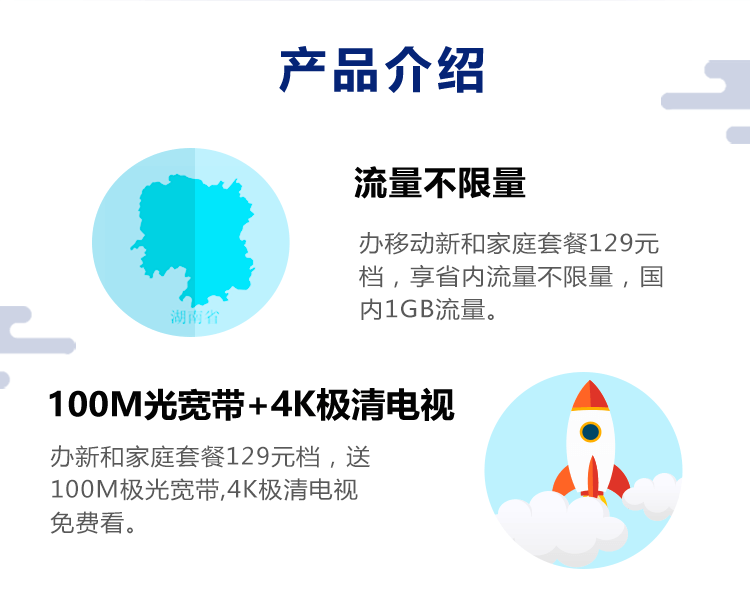 产品介绍
流量不限量
办移动新和家庭套餐129元
档，享省内流量不限量，国
内1GB流量。
湖南省
100M光宽带+4K极清电视
办新和家庭套餐129元档，送
100M极光宽带,4K极清电视
免费看。